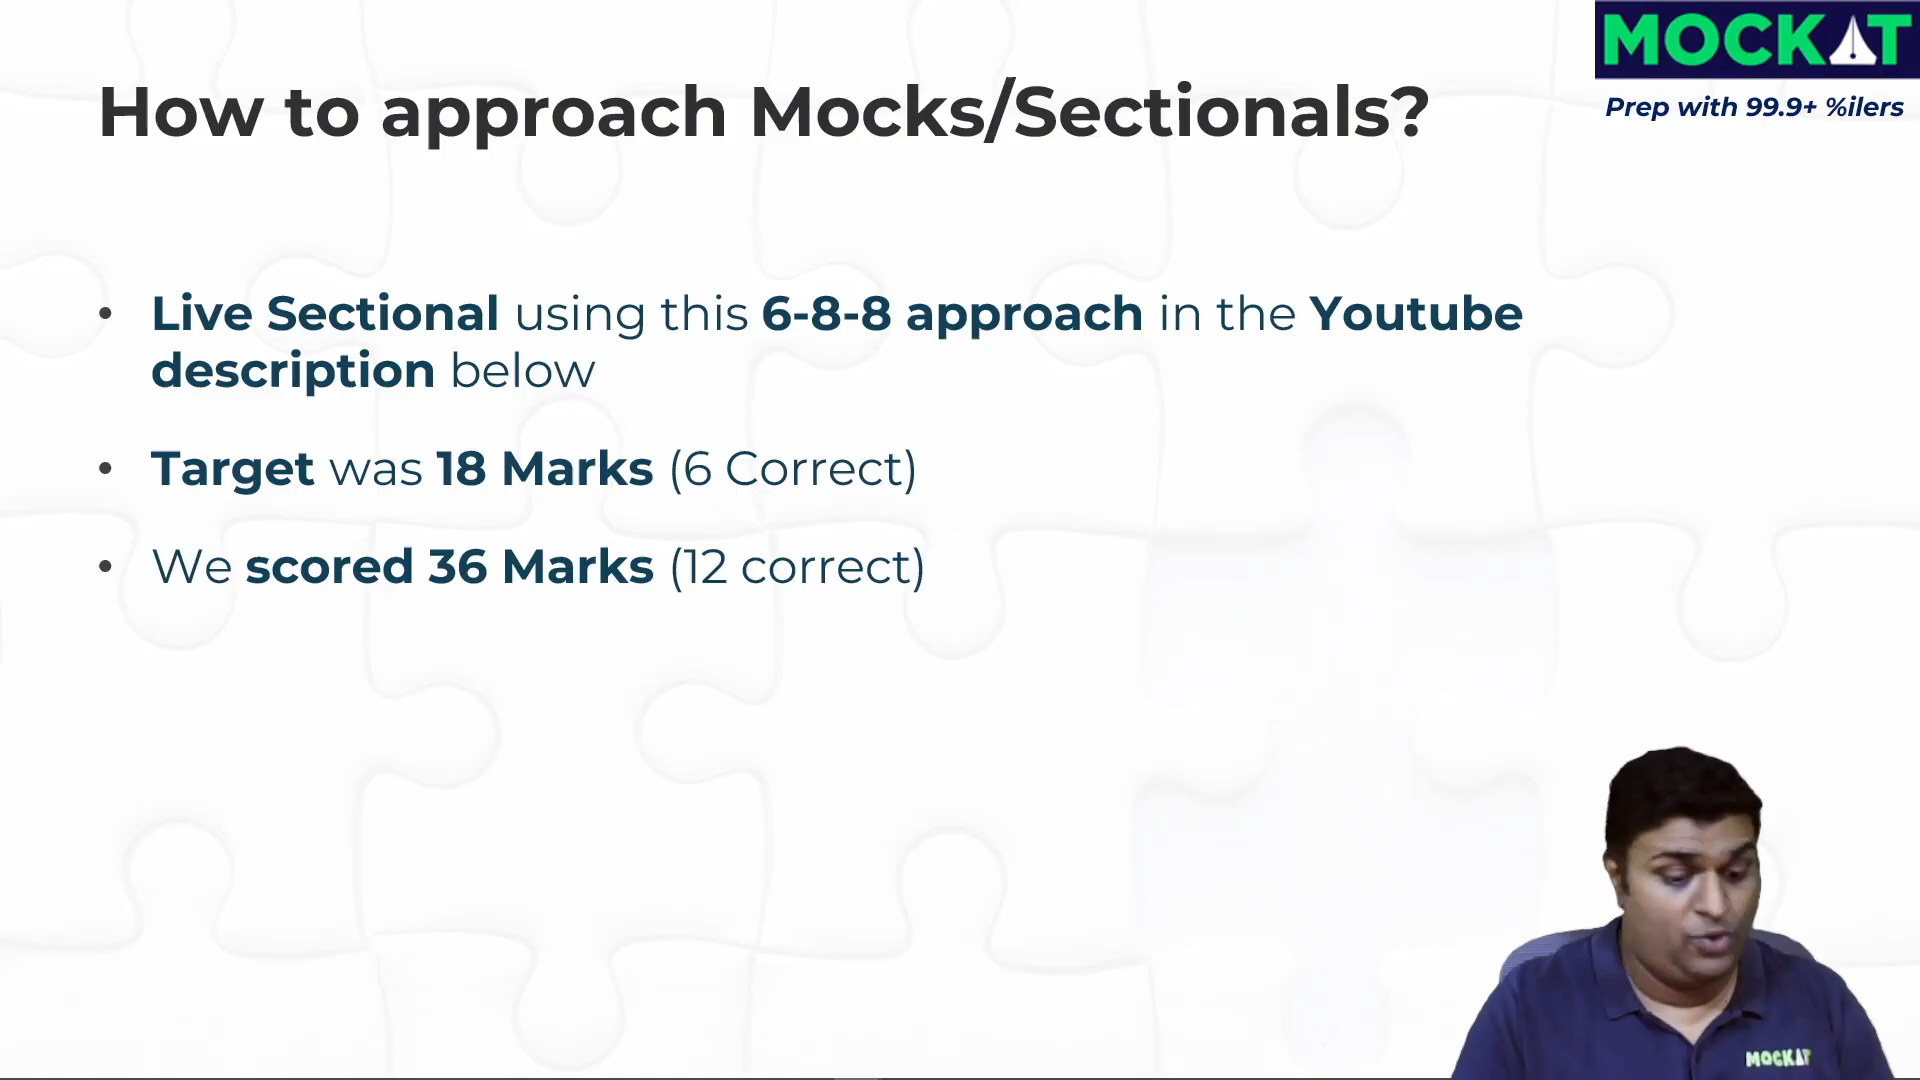 MOCKAT
Prep with 99.9+ %ilers
How to approach Mocks/Sectionals?
• Live Sectional using this 6-8-8 approach in the Youtube
description below
• Target was 18 Marks (6 Correct)
• We scored 36 Marks (12 correct)
MOCKAT